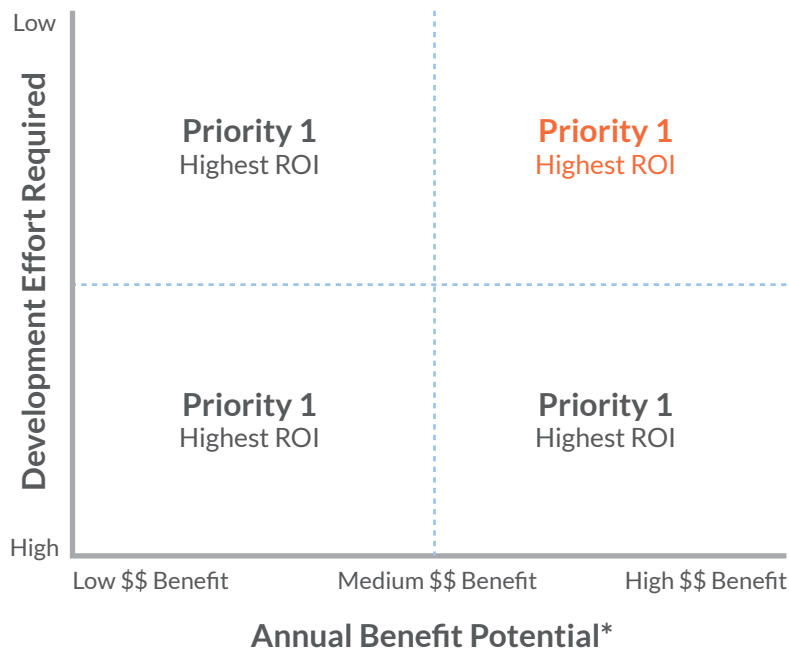 Low
Development Effort Required
Priority 1
Highest ROI
Priority 1
Highest ROI
Priority 1
Highest ROI
Priority 1
Highest ROI
High
Low $$ Benefit
Medium $$ Benefit
High $$ Benefit
Annual Benefit Potential*